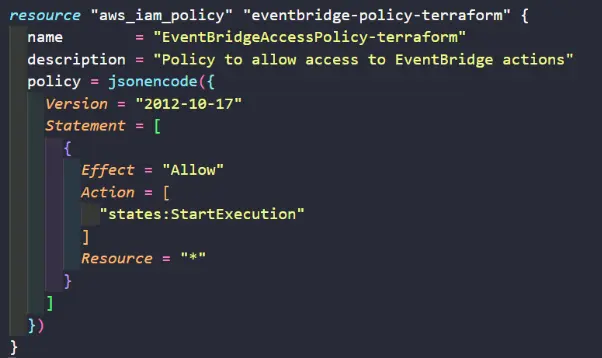 resource "aws_iam_policy" "eventbridge-policy-terraform" {
  name        = "EventBridgeAccessPolicy-terraform"
  description = "Policy to allow access to EventBridge actions"
  policy = jsonencode({
    Version = "2012-10-17"
    Statement = [
      {
        Effect = "Allow"
        Action = [
          "states:StartExecution"
        ]
        Resource = "*"
      }
    ]
  })
}